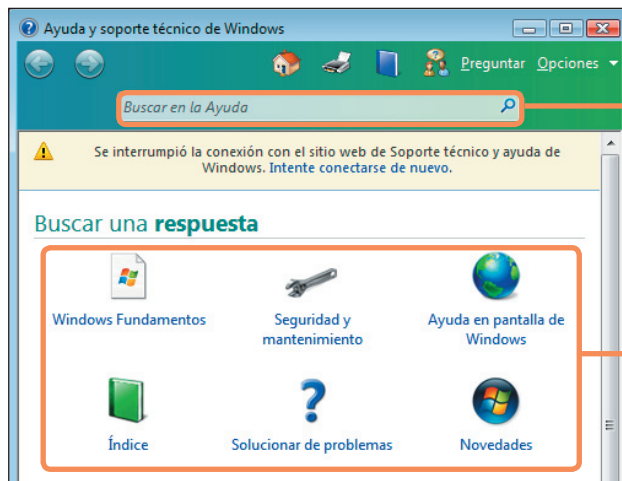 Ayuda y soporte técnico de Windows
Preguntar Opciones
Buscar en la Ayuda
Se interrumpió la conexión con el sitio web de Soporte técnico y ayuda de
Windows. Intente conectarse de nuevo.
Buscar una respuesta
Windows Fundamentos
Seguridad y
mantenimiento
Ayuda en pantalla de
Windows
Índice
Solucionar de problemas
Novedades